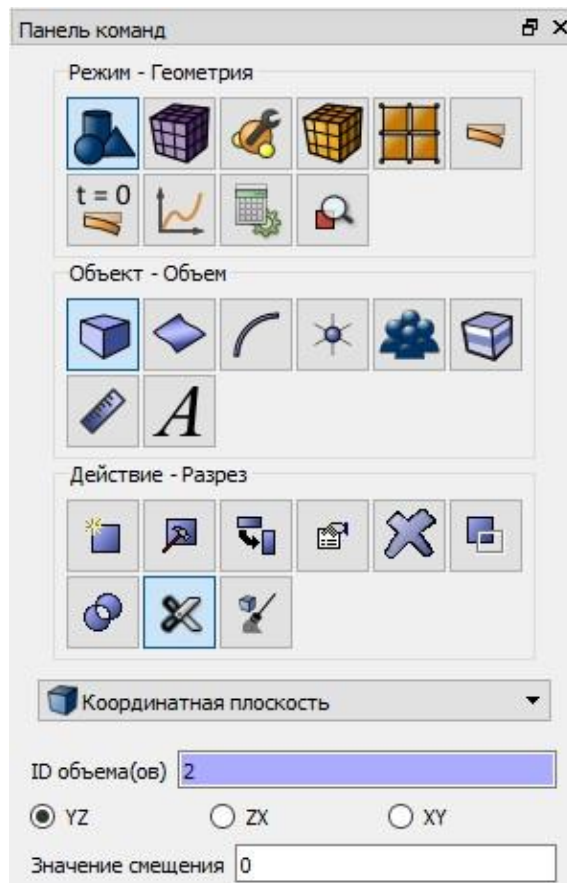 Панель команд
Режим - Геометрия
t = 0
Объект - Объем
A
Действие - Разрез
Координатная плоскость
ID объема(ов) 2
YZ ZX XY
Значение смещения 0